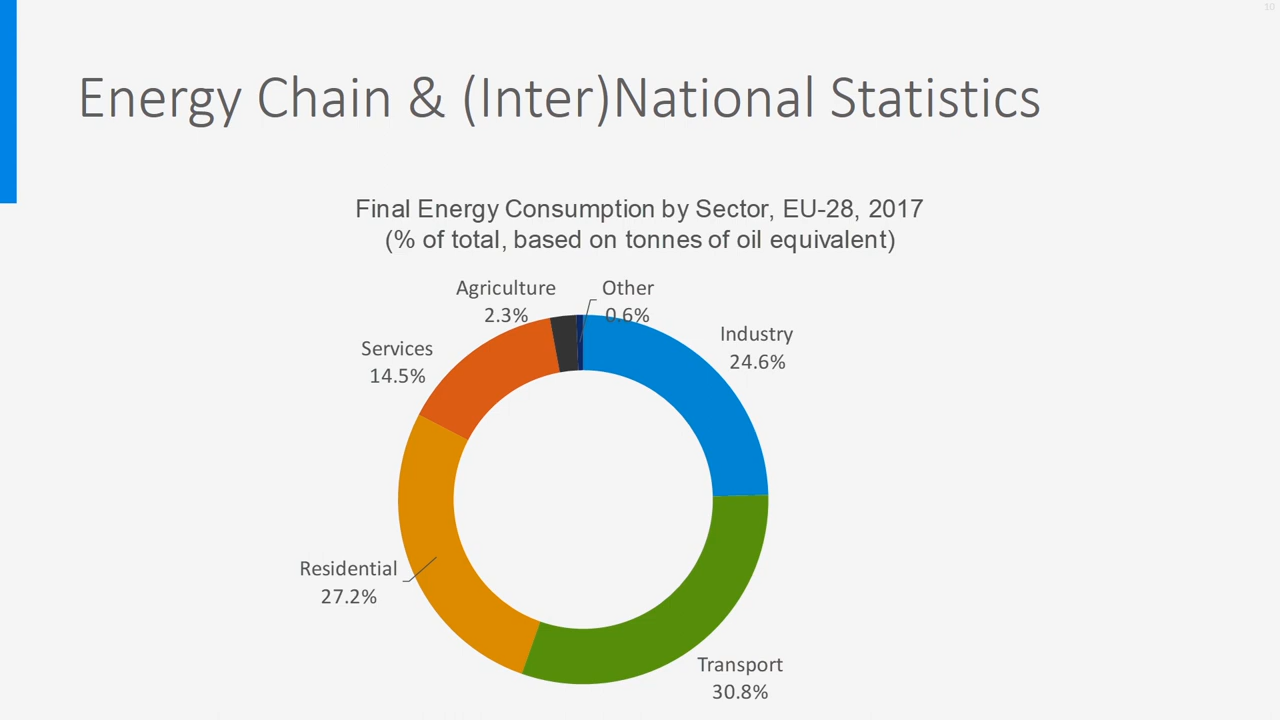 10
Energy Chain & (Inter)National Statistics
Final Energy Consumption by Sector, EU-28, 2017
(% of total, based on tonnes of oil equivalent)
Agriculture
2.3%
Other
0.6%
Industry
24.6%
Services
14.5%
Residential
27.2%
Transport
30.8%